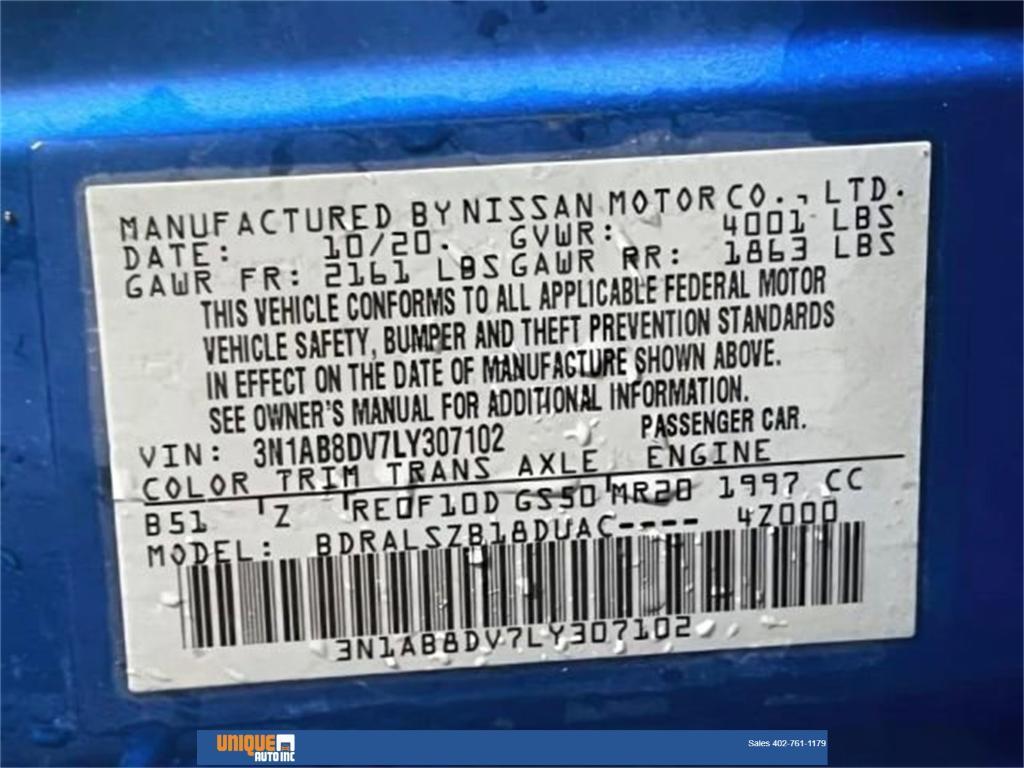 MANUFACTURED BY NISSAN MOTOR CO., LTD.
DATE: 10/20. GVWR: 4001 LBS
GAWR FR: 2161 LBS GAWR RR: 1863 LBS
THIS VEHICLE CONFORMS TO ALL APPLICABLE FEDERAL MOTOR
VEHICLE SAFETY, BUMPER AND THEFT PREVENTION STANDARDS
IN EFFECT ON THE DATE OF MANUFACTURE SHOWN ABOVE.
SEE OWNER'S MANUAL FOR ADDITIONAL INFORMATION.
VIN: 3N1AB8DV7LY307102 PASSENGER CAR.
COLOR TRIM TRANS AXLE ENGINE
B51 Z RE0F10D GS50 MR20 1997 CC
MODEL: BDRALSZB18DUAC---- 4Z000
3N1AB8DV7LY307102
UNIQUE AUTO INC
Sales 402-761-1179